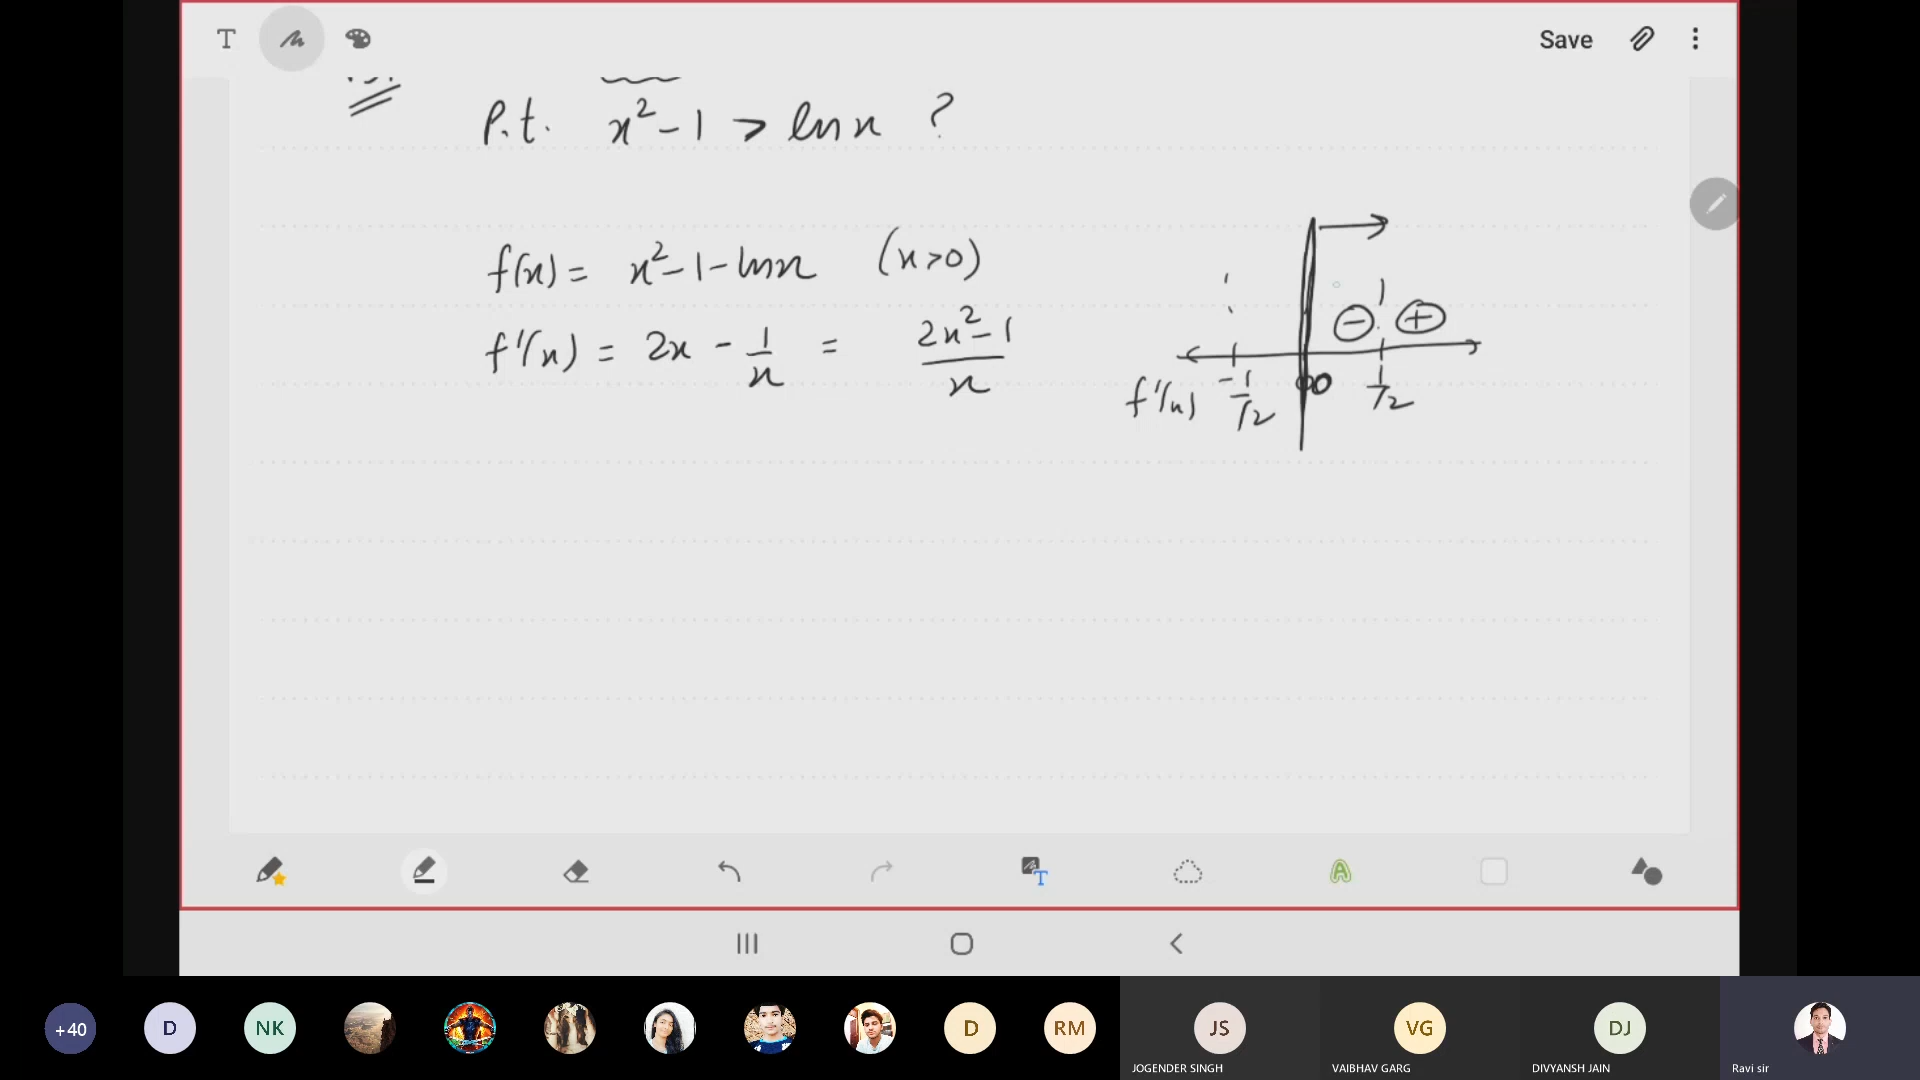 T Save
P.t. x²-1 > ln x ?
f(x) = x²-1-ln x (x>0)
f'(x) = 2x - 1/x = (2x²-1)/x
- +
f'(x) -1/√2 0 1/√2
T A
+40 D NK D RM JS VG DJ
JOGENDER SINGH VAIBHAV GARG DIVYANSH JAIN Ravi sir